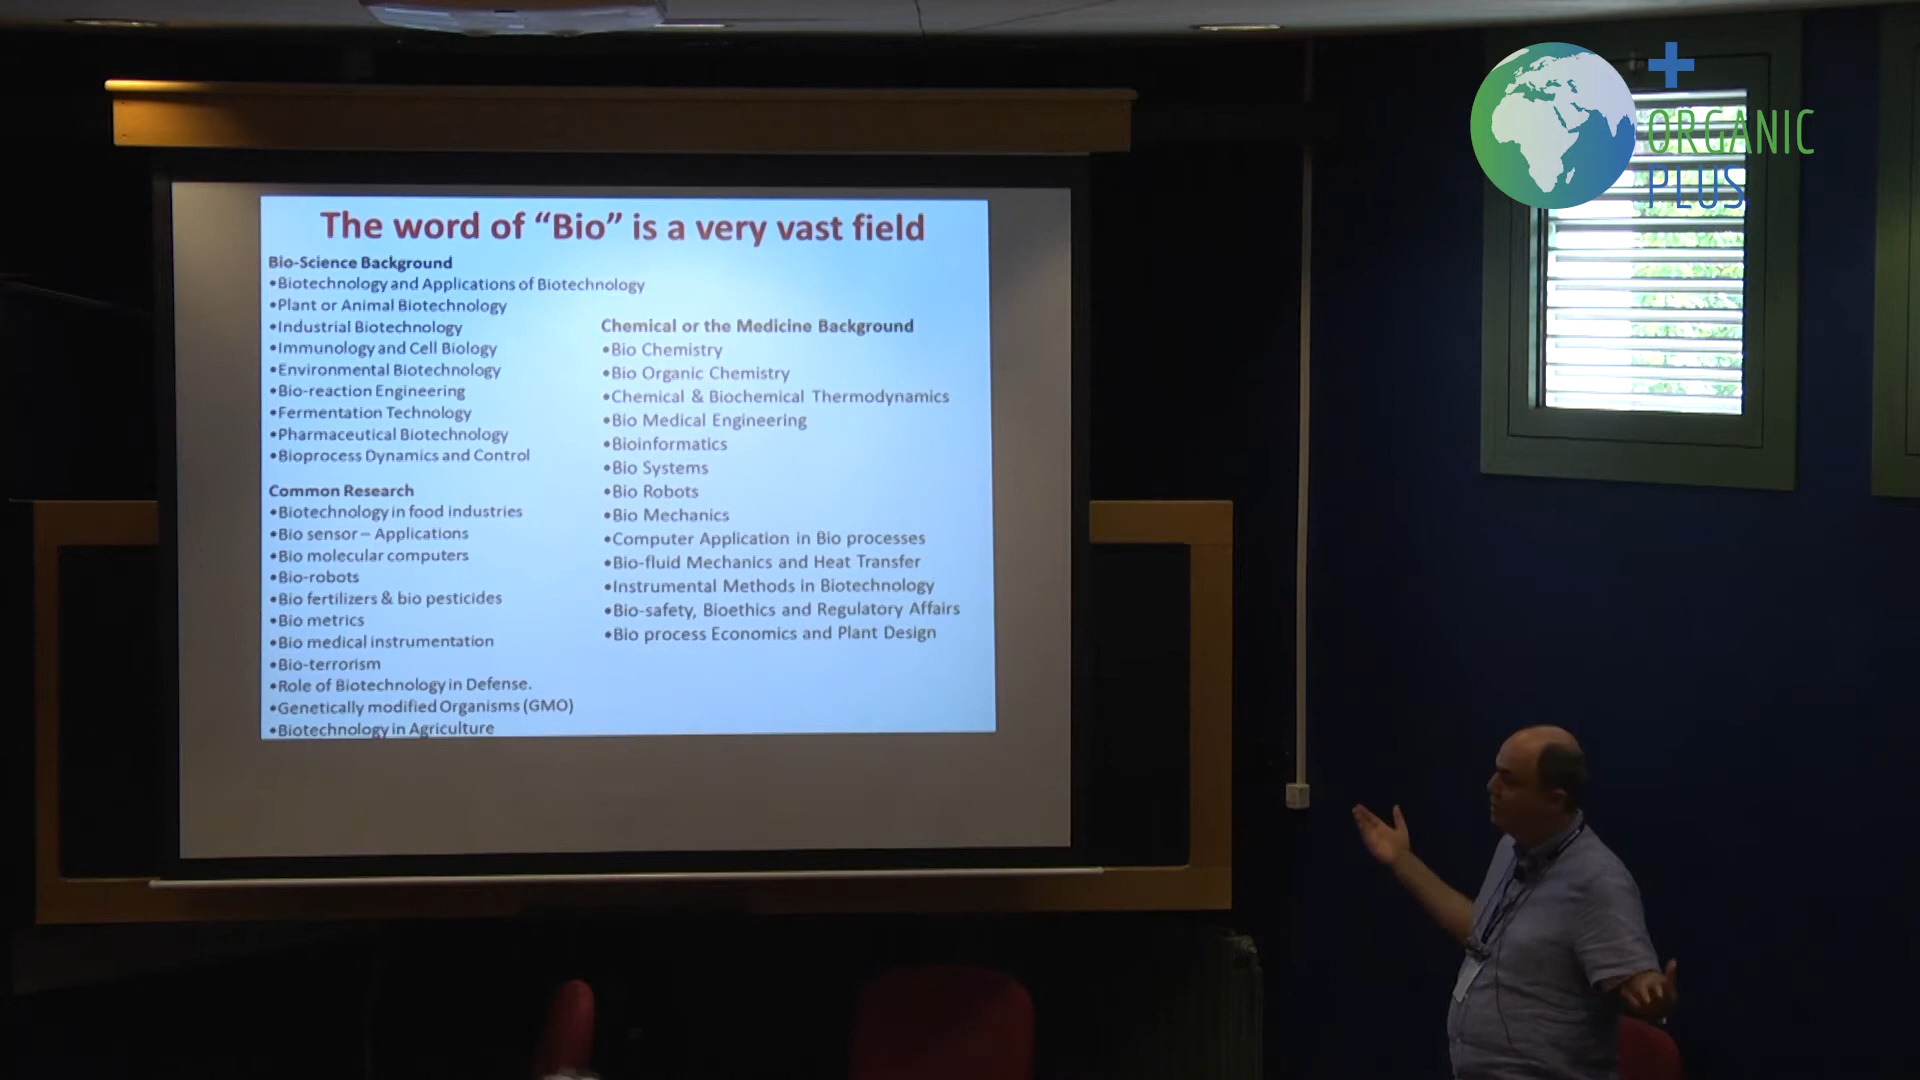 The word of “Bio” is a very vast field
Bio-Science Background
•Biotechnology and Applications of Biotechnology
•Plant or Animal Biotechnology
•Industrial Biotechnology
•Immunology and Cell Biology
•Environmental Biotechnology
•Bio-reaction Engineering
•Fermentation Technology
•Pharmaceutical Biotechnology
•Bioprocess Dynamics and Control
Common Research
•Biotechnology in food industries
•Bio sensor – Applications
•Bio molecular computers
•Bio-robots
•Bio fertilizers & bio pesticides
•Bio metrics
•Bio medical instrumentation
•Bio-terrorism
•Role of Biotechnology in Defense.
•Genetically modified Organisms (GMO)
•Biotechnology in Agriculture
Chemical or the Medicine Background
•Bio Chemistry
•Bio Organic Chemistry
•Chemical & Biochemical Thermodynamics
•Bio Medical Engineering
•Bioinformatics
•Bio Systems
•Bio Robots
•Bio Mechanics
•Computer Application in Bio processes
•Bio-fluid Mechanics and Heat Transfer
•Instrumental Methods in Biotechnology
•Bio-safety, Bioethics and Regulatory Affairs
•Bio process Economics and Plant Design
ORGANIC
PLUS